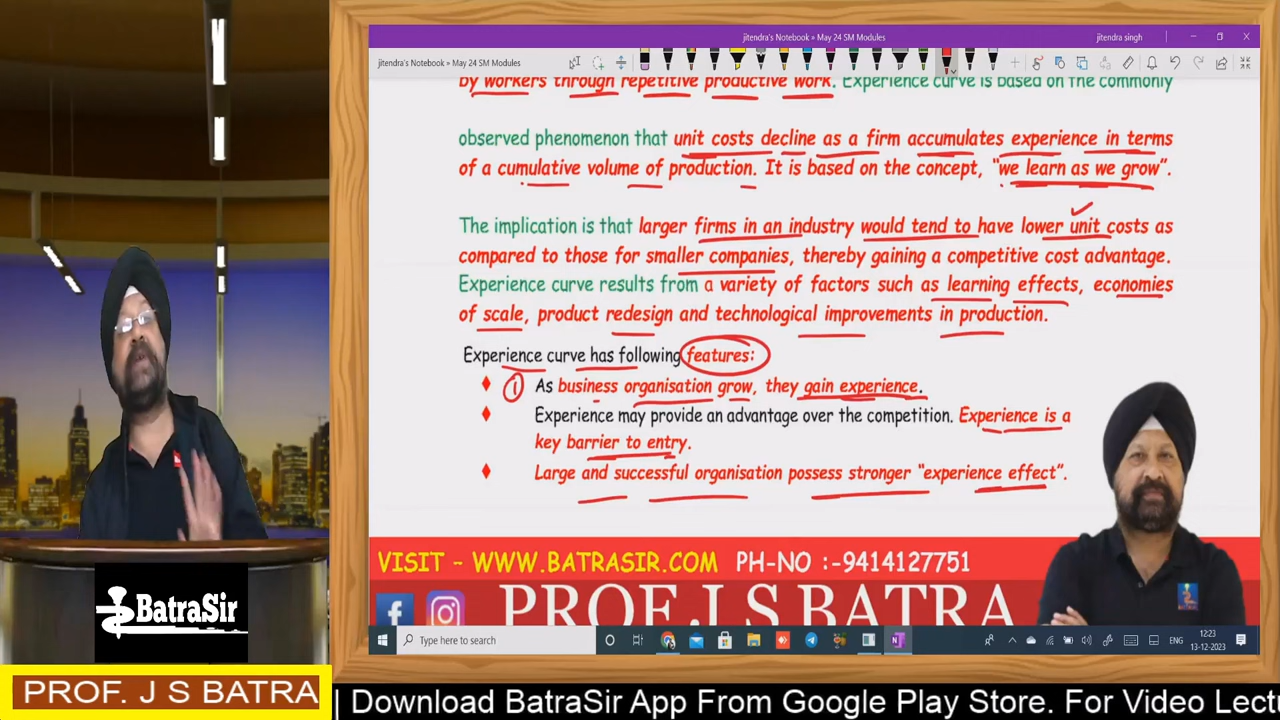 jitendra's Notebook » May 24 SM Modules
jitendra singh
jitendra's Notebook » May 24 SM Modules
by workers through repetitive productive work. Experience curve is based on the commonly
observed phenomenon that unit costs decline as a firm accumulates experience in terms
of a cumulative volume of production. It is based on the concept, “we learn as we grow”.
The implication is that larger firms in an industry would tend to have lower unit costs as
compared to those for smaller companies, thereby gaining a competitive cost advantage.
Experience curve results from a variety of factors such as learning effects, economies
of scale, product redesign and technological improvements in production.
Experience curve has following features:
① As business organisation grow, they gain experience.
Experience may provide an advantage over the competition. Experience is a
key barrier to entry.
Large and successful organisation possess stronger “experience effect”.
VISIT - WWW.BATRASIR.COM PH-NO :-9414127751
PROF.J S BATRA
BatraSir
Type here to search
ENG
12:23
13-12-2023
PROF. J S BATRA
| Download BatraSir App From Google Play Store. For Video Lectu